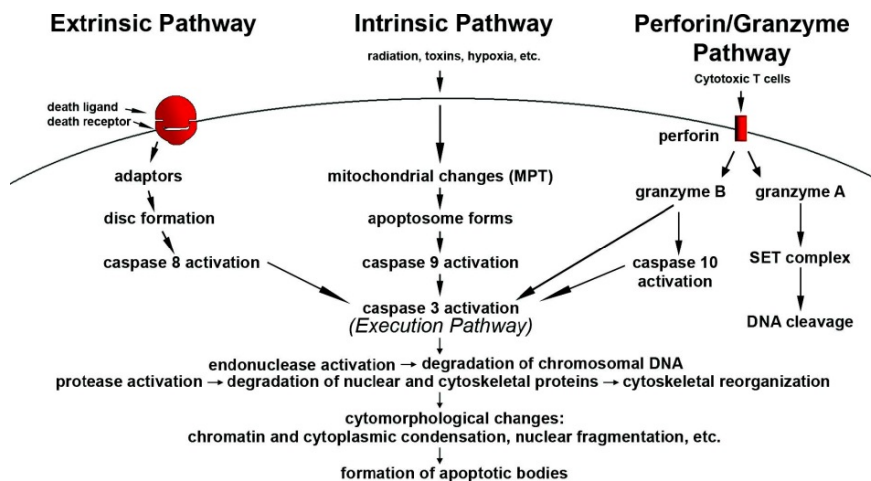 Extrinsic Pathway
Intrinsic Pathway
Perforin/Granzyme
Pathway
radiation, toxins, hypoxia, etc.
Cytotoxic T cells
death ligand
death receptor
perforin
adaptors
mitochondrial changes (MPT)
granzyme B
granzyme A
disc formation
apoptosome forms
caspase 8 activation
caspase 9 activation
caspase 10
activation
SET complex
caspase 3 activation
(Execution Pathway)
DNA cleavage
endonuclease activation → degradation of chromosomal DNA
protease activation → degradation of nuclear and cytoskeletal proteins → cytoskeletal reorganization
cytomorphological changes:
chromatin and cytoplasmic condensation, nuclear fragmentation, etc.
formation of apoptotic bodies